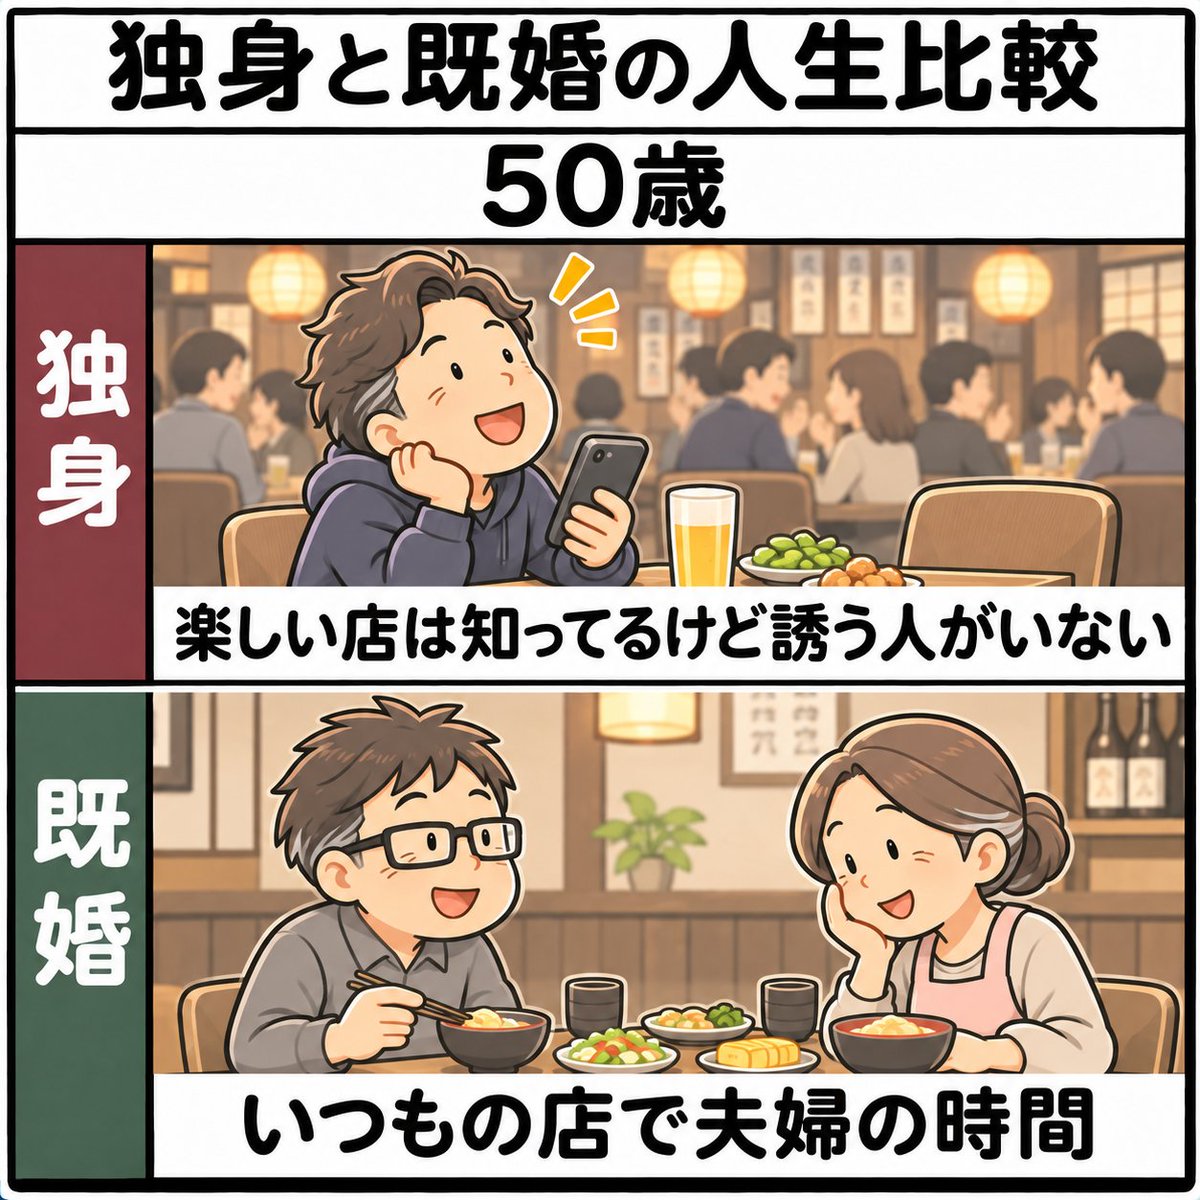 独身と既婚の人生比較
50歳
独身
楽しい店は知ってるけど誘う人がいない
既婚
いつもの店で夫婦の時間